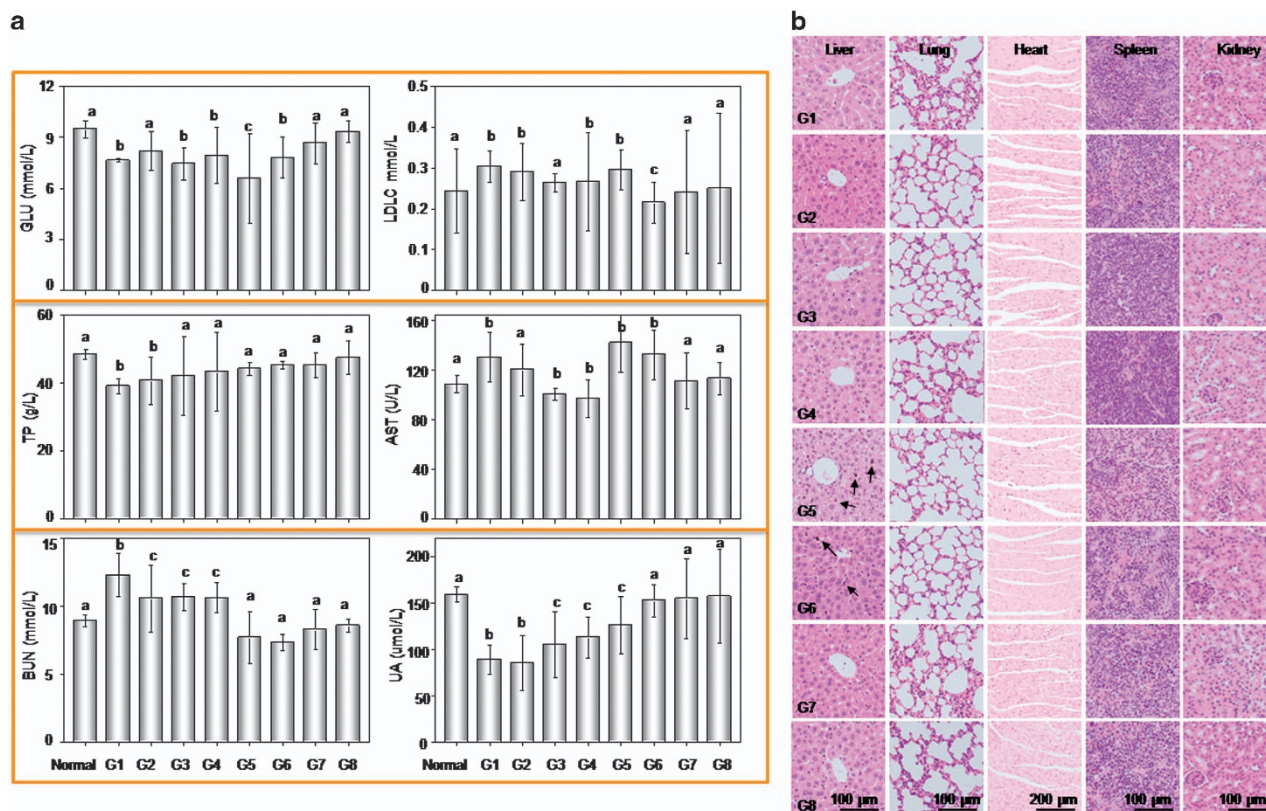 a
b
12
9
6
3
0
GLU (mmol/L)
a
b
a
b
b
c
b
a
a
0.5
0.4
0.3
0.2
0.1
0
LDLC mmol/L
a
b
b
a
b
b
c
a
a
60
40
20
0
TP (g/L)
a
b
b
a
a
a
a
a
a
150
120
90
60
30
0
AST (U/L)
a
b
a
b
b
b
b
a
a
15
10
5
0
BUN (mmol/L)
a
b
c
c
c
a
a
a
a
Normal G1 G2 G3 G4 G5 G6 G7 G8
200
150
100
50
0
UA (umol/L)
a
b
b
c
c
c
a
a
a
Normal G1 G2 G3 G4 G5 G6 G7 G8
Liver Lung Heart Spleen Kidney
G1
G2
G3
G4
G5
G6
G7
G8
100 µm 100 µm 200 µm 100 µm 100 µm